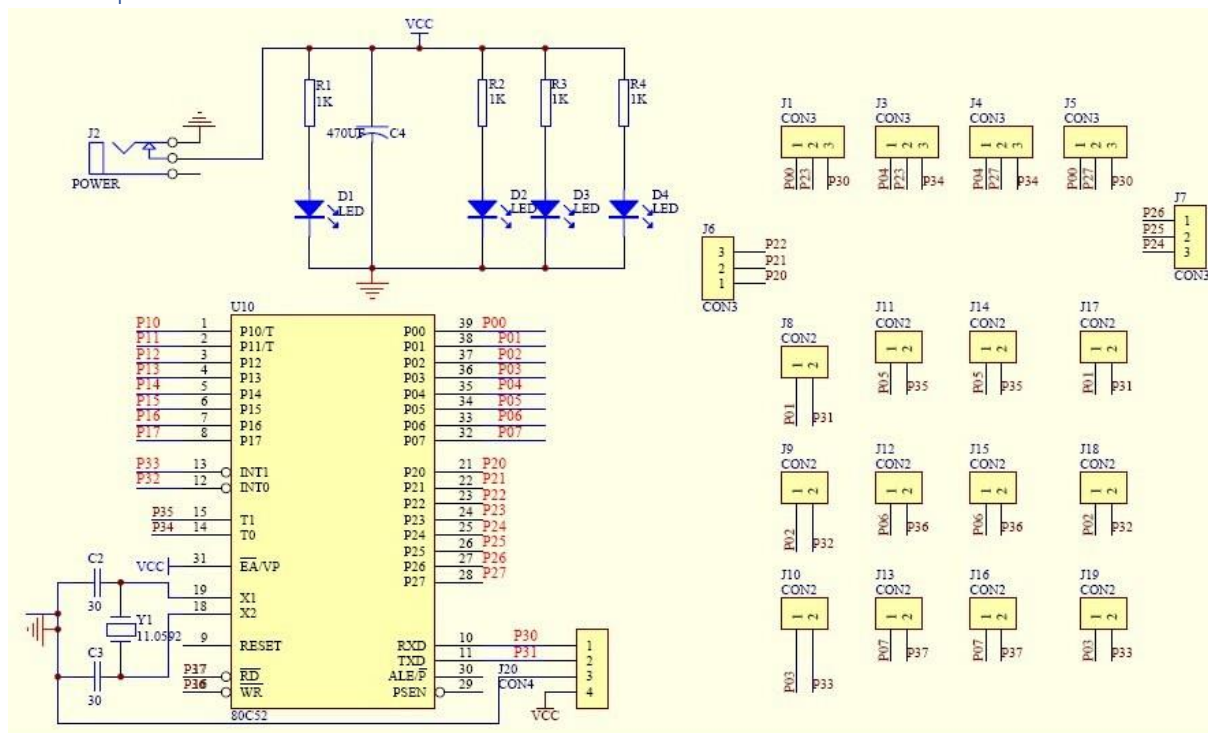 VCC
R1
1K
R2
1K
R3
1K
R4
1K
470UF
C4
J2
POWER
D1
LED
D2
LED
D3
LED
D4
LED
J1
CON3
1 2 3
P00 P23 P30
J3
CON3
1 2 3
P04 P23 P34
J4
CON3
1 2 3
P04 P27 P34
J5
CON3
1 2 3
P00 P27 P30
J6
3 P22
2 P21
1 P20
CON3
J7
P26 1
P25 2
P24 3
CON3
J8
CON2
1 2
P01 P31
J11
CON2
1 2
P05 P35
J14
CON2
1 2
P05 P35
J17
CON2
1 2
P01 P31
J9
CON2
1 2
P02 P32
J12
CON2
1 2
P06 P36
J15
CON2
1 2
P06 P36
J18
CON2
1 2
P02 P32
J10
CON2
1 2
P03 P33
J13
CON2
1 2
P07 P37
J16
CON2
1 2
P07 P37
J19
CON2
1 2
P03 P33
U10
P10 1 P10/T
P11 2 P11/T
P12 3 P12
P13 4 P13
P14 5 P14
P15 6 P15
P16 7 P16
P17 8 P17
P33 13 INT1
P32 12 INT0
P35 15 T1
P34 14 T0
VCC 31 EA/VP
19 X1
18 X2
9 RESET
P37 RD
P36 WR
P00 39 P00
P01 38 P01
P02 37 P02
P03 36 P03
P04 35 P04
P05 34 P05
P06 33 P06
P07 32 P07
P20 21 P20
P21 22 P21
P22 23 P22
P23 24 P23
P24 25 P24
P25 26 P25
P26 27 P26
P27 28 P27
RXD 10 P30
TXD 11 P31
ALE/P 30
PSEN 29
80C52
C2
30
Y1
11.0592
C3
30
J20
CON4
1
2
3
4
VCC